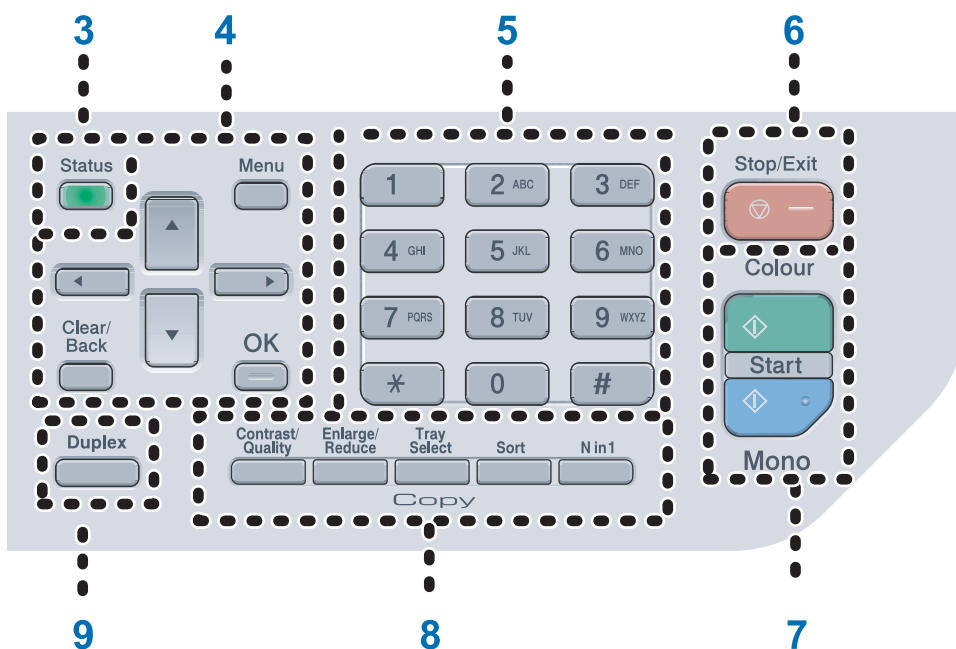 3 4 5 6
Status
Menu
Clear/
Back
OK
1 2 ABC 3 DEF
4 GHI 5 JKL 6 MNO
7 PQRS 8 TUV 9 WXYZ
* 0 #
Stop/Exit
Colour
Start
Mono
Duplex
Contrast/
Quality
Enlarge/
Reduce
Tray
Select
Sort
N in1
Copy
9 8 7